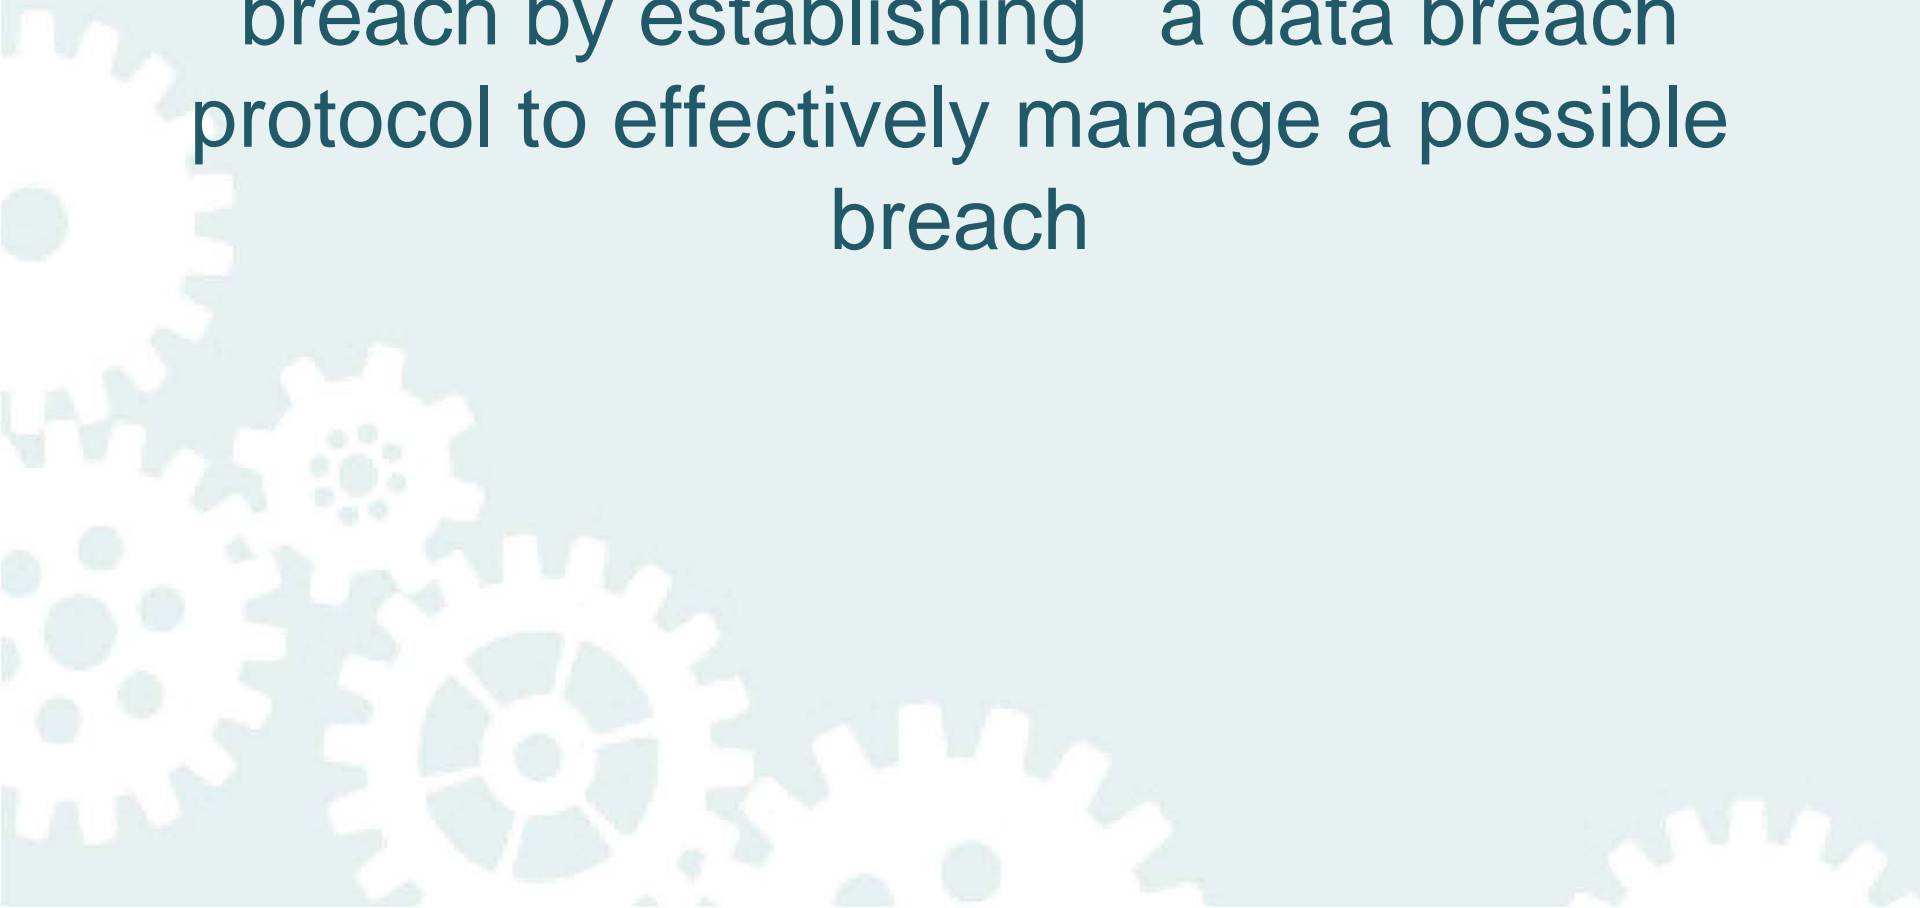 breach by establishing   a data breach
protocol to effectively manage a possible
breach